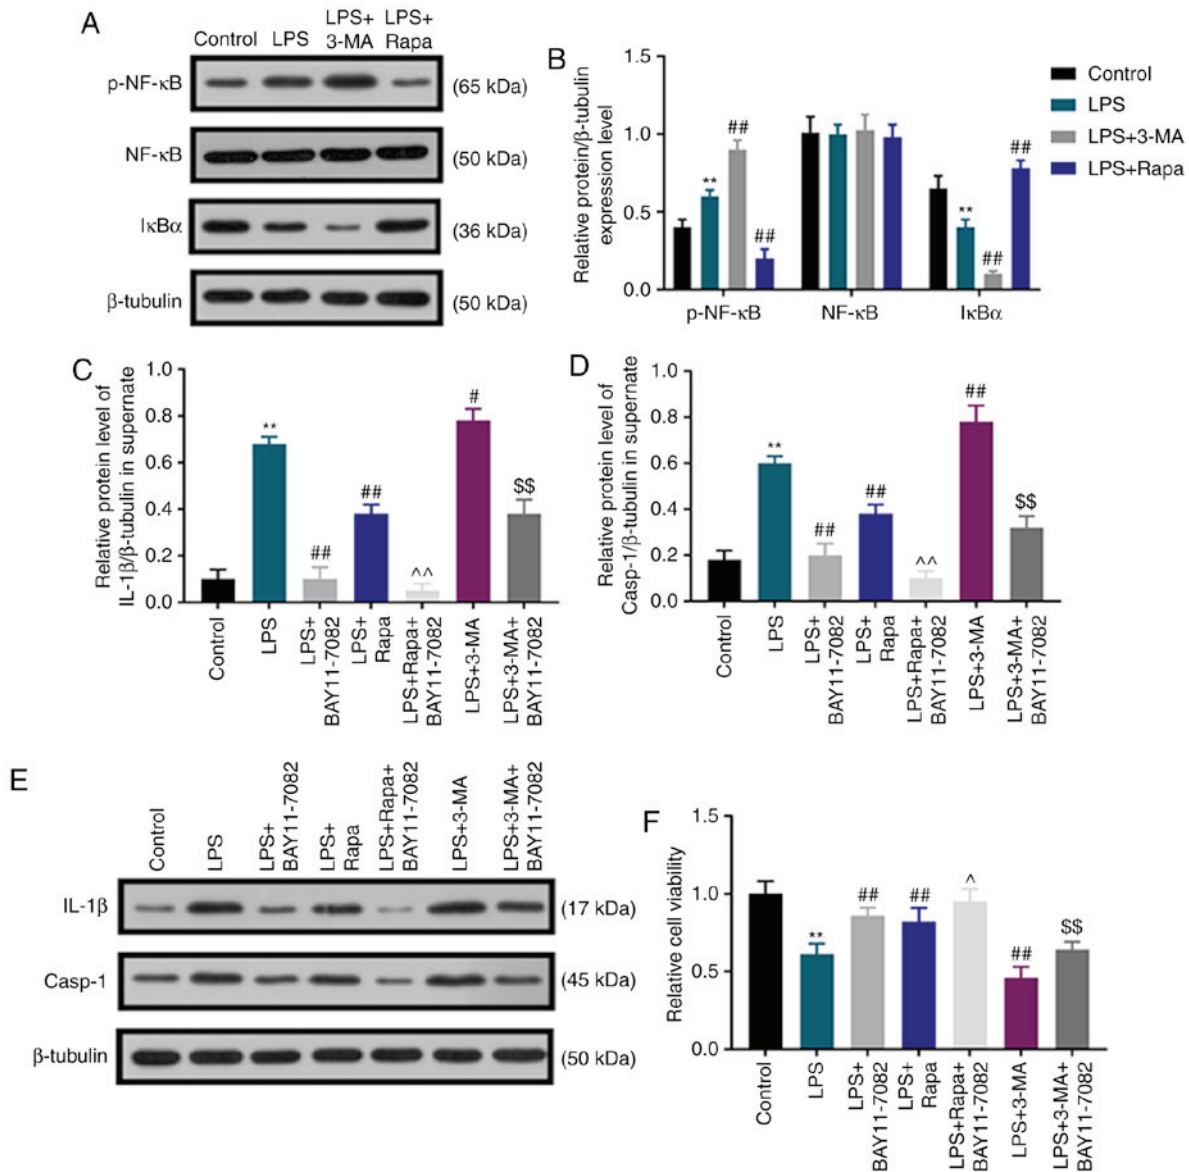 A
Control
LPS
LPS+
3-MA
LPS+
Rapa
p-NF-κB
(65 kDa)
NF-κB
(50 kDa)
IκBα
(36 kDa)
β-tubulin
(50 kDa)
B
Relative protein/β-tubulin
expression level
1.5
1.0
0.5
0.0
**
##
##
**
##
##
p-NF-κB
NF-κB
IκBα
Control
LPS
LPS+3-MA
LPS+Rapa
C
Relative protein level of
IL-1β/β-tubulin in supernate
1.0
0.8
0.6
0.4
0.2
0.0
**
##
##
^^
#
$$
Control
LPS
LPS+
BAY11-7082
LPS+
Rapa
LPS+Rapa+
BAY11-7082
LPS+3-MA
LPS+3-MA+
BAY11-7082
D
Relative protein level of
Casp-1/β-tubulin in supernate
1.0
0.8
0.6
0.4
0.2
0.0
**
##
##
^^
##
$$
Control
LPS
LPS+
BAY11-7082
LPS+
Rapa
LPS+Rapa+
BAY11-7082
LPS+3-MA
LPS+3-MA+
BAY11-7082
E
Control
LPS
LPS+
BAY11-7082
LPS+
Rapa
LPS+Rapa+
BAY11-7082
LPS+3-MA
LPS+3-MA+
BAY11-7082
IL-1β
(17 kDa)
Casp-1
(45 kDa)
β-tubulin
(50 kDa)
F
Relative cell viability
1.5
1.0
0.5
0.0
**
##
##
^
##
$$
Control
LPS
LPS+
BAY11-7082
LPS+
Rapa
LPS+Rapa+
BAY11-7082
LPS+3-MA
LPS+3-MA+
BAY11-7082